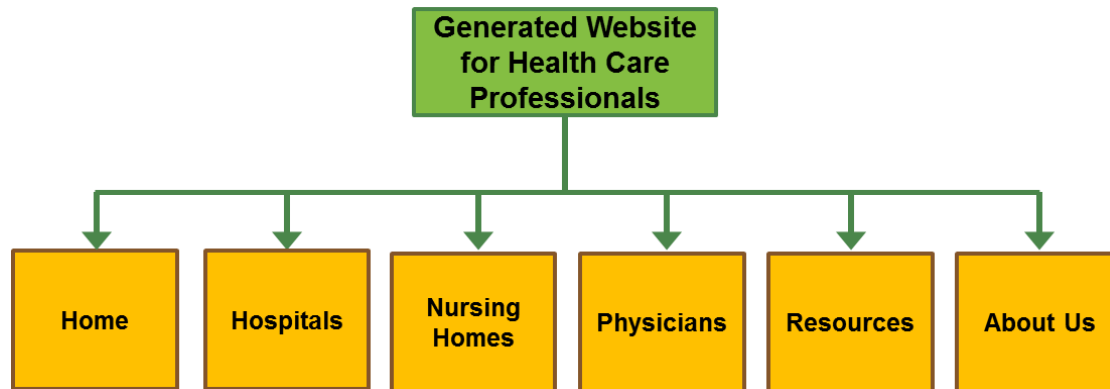 Generated Website
for Health Care
Professionals
Home
Hospitals
Nursing
Homes
Physicians
Resources
About Us